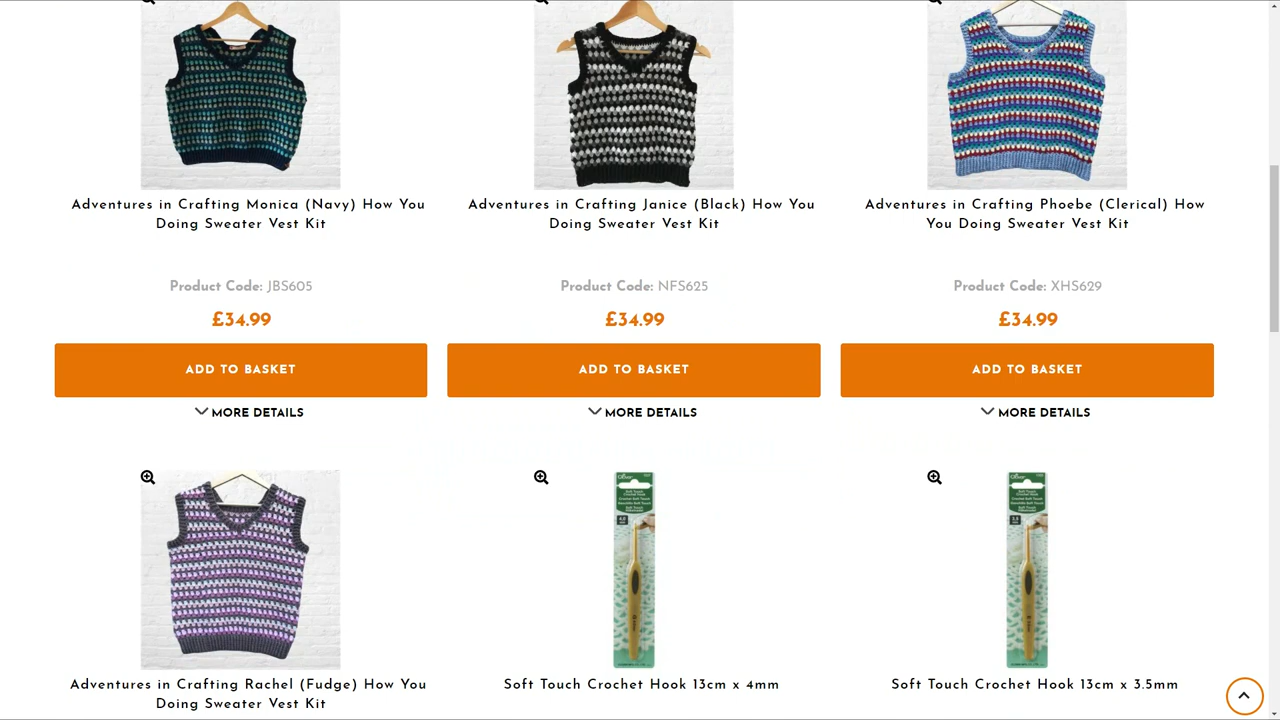 Adventures in Crafting Monica (Navy) How You
Doing Sweater Vest Kit
Adventures in Crafting Janice (Black) How You
Doing Sweater Vest Kit
Adventures in Crafting Phoebe (Clerical) How
You Doing Sweater Vest Kit
Product Code: JBS605
Product Code: NFS625
Product Code: XHS629
£34.99
£34.99
£34.99
ADD TO BASKET
ADD TO BASKET
ADD TO BASKET
MORE DETAILS
MORE DETAILS
MORE DETAILS
Adventures in Crafting Rachel (Fudge) How You
Doing Sweater Vest Kit
Soft Touch Crochet Hook 13cm x 4mm
Soft Touch Crochet Hook 13cm x 3.5mm